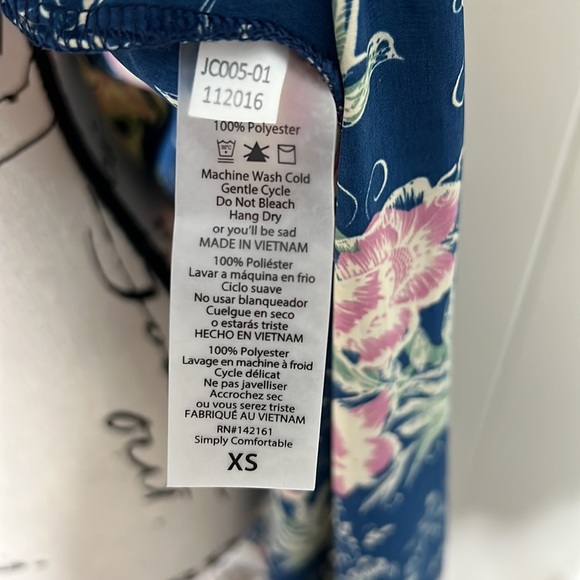 JC005-01
112016
100% Polyester
Machine Wash Cold
Gentle Cycle
Do Not Bleach
Hang Dry
or you'll be sad
MADE IN VIETNAM
100% Poliéster
Lavar a máquina en frio
Ciclo suave
No usar blanqueador
Cuelgue en seco
o estarás triste
HECHO EN VIETNAM
100% Polyester
Lavage en machine à froid
Cycle délicat
Ne pas javelliser
Accrochez sec
ou vous serez triste
FABRIQUÉ AU VIETNAM
RN#142161
Simply Comfortable
XS